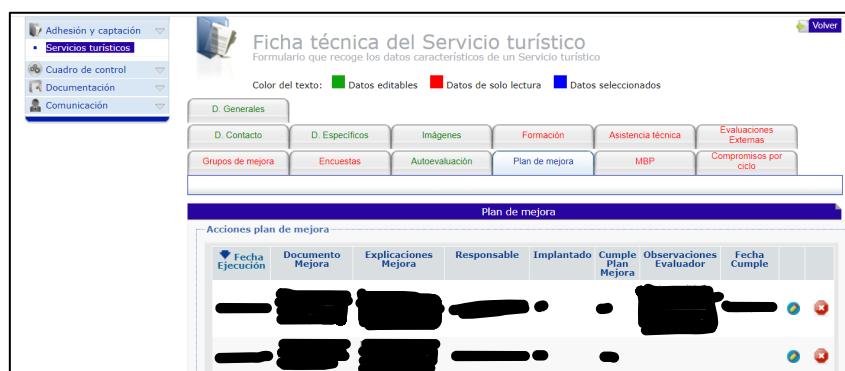 Adhesión y captación
Servicios turísticos
Cuadro de control
Documentación
Comunicación
Volver
Ficha técnica del Servicio turístico
Formulario que recoge los datos característicos de un Servicio turístico
Color del texto: Datos editables Datos de solo lectura Datos seleccionados
D. Generales
D. Contacto D. Específicos Imágenes Formación Asistencia técnica Evaluaciones Externas
Grupos de mejora Encuestas Autoevaluación Plan de mejora MBP Compromisos por ciclo
Plan de mejora
Acciones plan de mejora
Fecha Ejecución Documento Mejora Explicaciones Mejora Responsable Implantado Cumple Plan Mejora Observaciones Evaluador Fecha Cumple